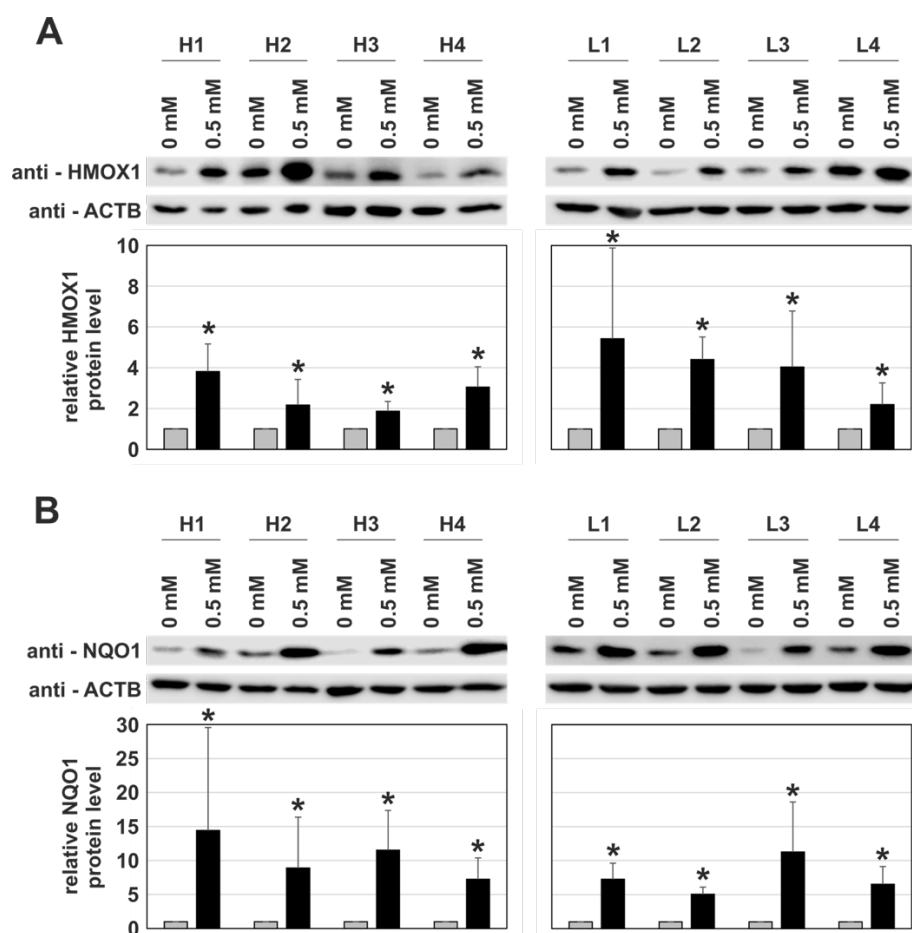 A
H1 H2 H3 H4 L1 L2 L3 L4
0 mM 0.5 mM 0 mM 0.5 mM 0 mM 0.5 mM 0 mM 0.5 mM 0 mM 0.5 mM 0 mM 0.5 mM 0 mM 0.5 mM 0 mM 0.5 mM
anti - HMOX1
anti - ACTB
relative HMOX1
protein level
10
8
6
4
2
0
* * * * * * * *
B
H1 H2 H3 H4 L1 L2 L3 L4
0 mM 0.5 mM 0 mM 0.5 mM 0 mM 0.5 mM 0 mM 0.5 mM 0 mM 0.5 mM 0 mM 0.5 mM 0 mM 0.5 mM 0 mM 0.5 mM
anti - NQO1
anti - ACTB
relative NQO1
protein level
30
25
20
15
10
5
0
* * * * * * * *